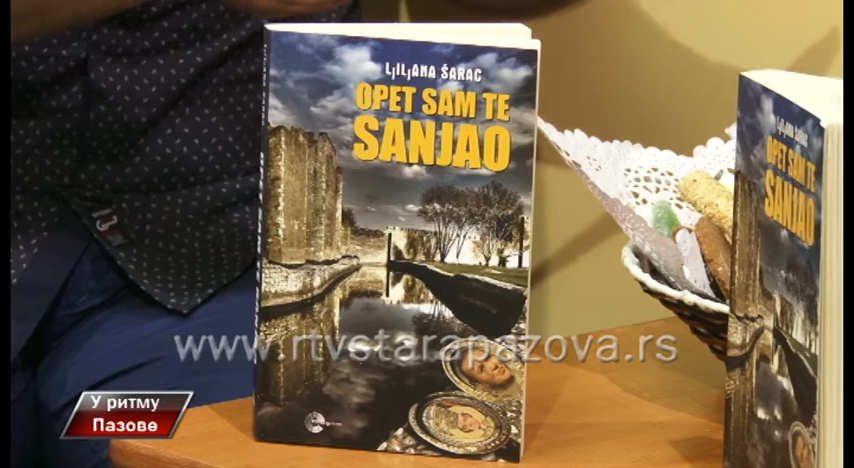 LjILjANA ŠARAC
OPET SAM TE
SANJAO
LjILjANA ŠARAC
OPET SAM TE
SANJAO
www.rtvstarapazova.rs
У ритму
Пазове